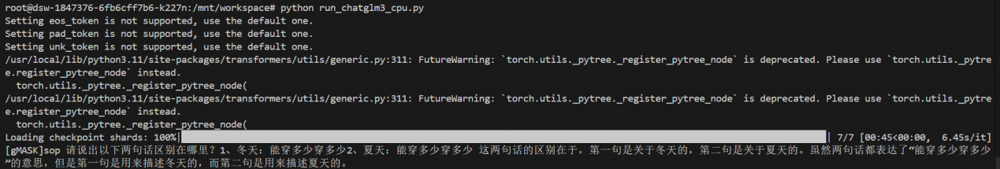 root@dsw-1847376-6fb6cff7b6-k227n:/mnt/workspace# python run_chatglm3_cpu.py
Setting eos_token is not supported, use the default one.
Setting pad_token is not supported, use the default one.
Setting unk_token is not supported, use the default one.
/usr/local/lib/python3.11/site-packages/transformers/utils/generic.py:311: FutureWarning: `torch.utils._pytree._register_pytree_node` is deprecated. Please use `torch.utils._pytre
e.register_pytree_node` instead.
  torch.utils._pytree._register_pytree_node(
/usr/local/lib/python3.11/site-packages/transformers/utils/generic.py:311: FutureWarning: `torch.utils._pytree._register_pytree_node` is deprecated. Please use `torch.utils._pytre
e.register_pytree_node` instead.
  torch.utils._pytree._register_pytree_node(
Loading checkpoint shards: 100%| | 7/7 [00:45<00:00,  6.45s/it]
[gMASK]sop 请说出以下两句话区别在哪里？1、冬天：能穿多少穿多少2、夏天：能穿多少穿多少 这两句话的区别在于，第一句是关于冬天的，第二句是关于夏天的。虽然两句话都表达了“能穿多少穿多少
”的意思，但是第一句是用来描述冬天的，而第二句是用来描述夏天的。